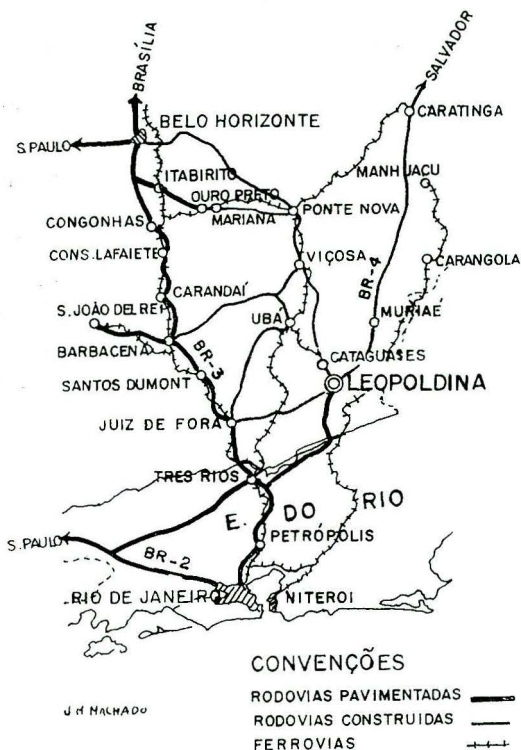 BRASÍLIA
SALVADOR
BELO HORIZONTE
CARATINGA
S. PAULO
ITABIRITO
MANHUAÇU
OURO PRETO
MARIANA
PONTE NOVA
CONGONHAS
CONS. LAFAIETE
VIÇOSA
BR-4
CARANGOLA
CARANDAÍ
S. JOÃO DEL REI
UBÁ
MURIAE
BARBACENA
BR-3
CATAGUASES
SANTOS DUMONT
LEOPOLDINA
JUIZ DE FORA
TRES RIOS
E. DO RIO
S. PAULO
PETRÓPOLIS
BR-2
RIO DE JANEIRO
NITEROI
CONVENÇÕES
J H MACHADO
RODOVIAS PAVIMENTADAS
RODOVIAS CONSTRUIDAS
FERROVIAS